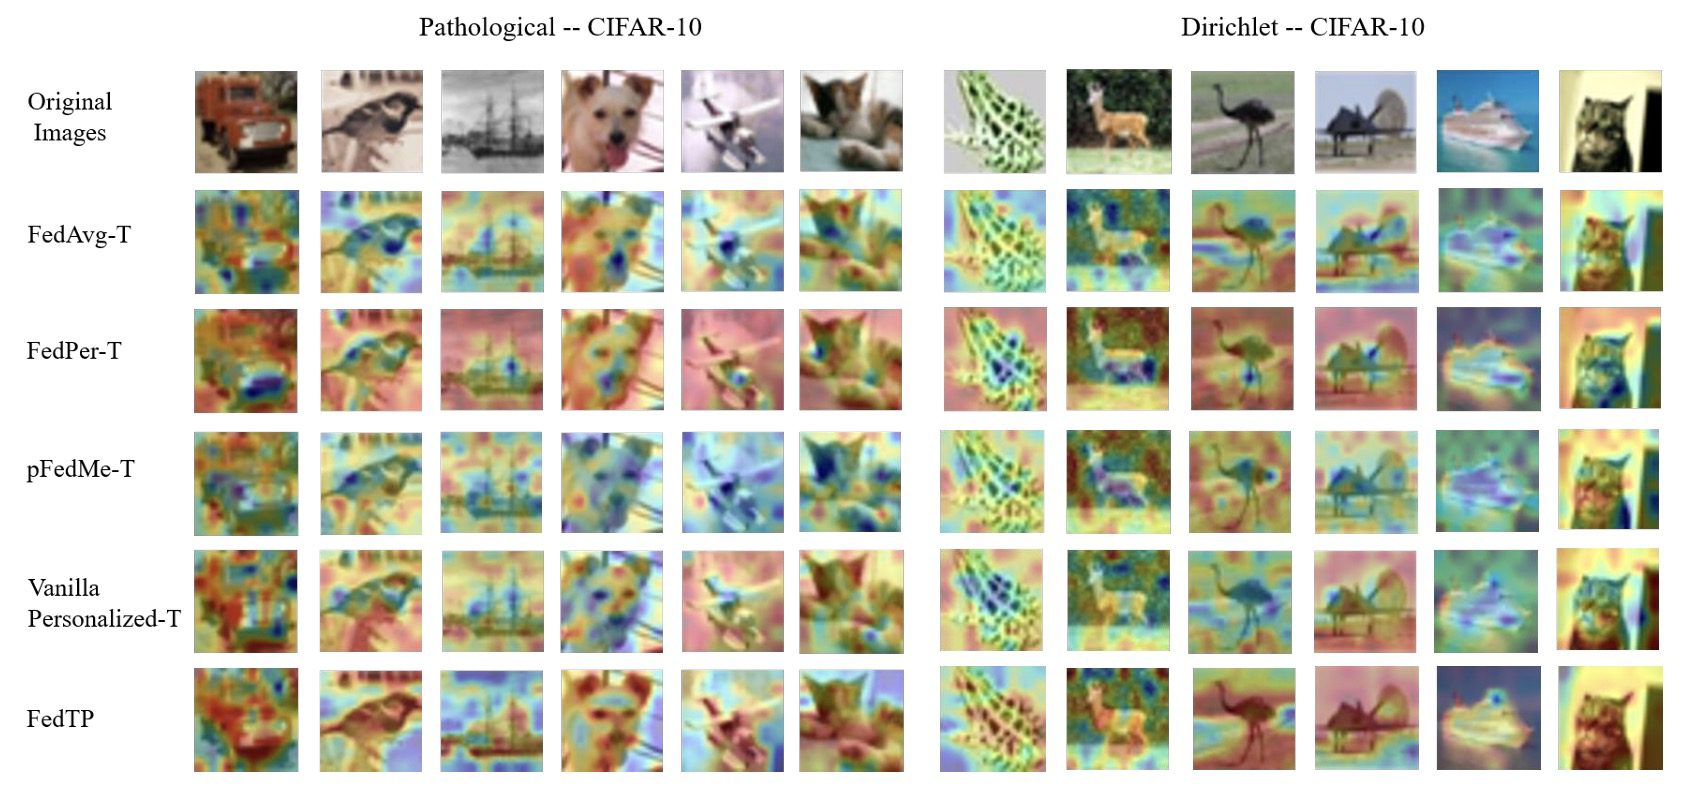 Pathological -- CIFAR-10
Dirichlet -- CIFAR-10
Original
Images
FedAvg-T
FedPer-T
pFedMe-T
Vanilla
Personalized-T
FedTP